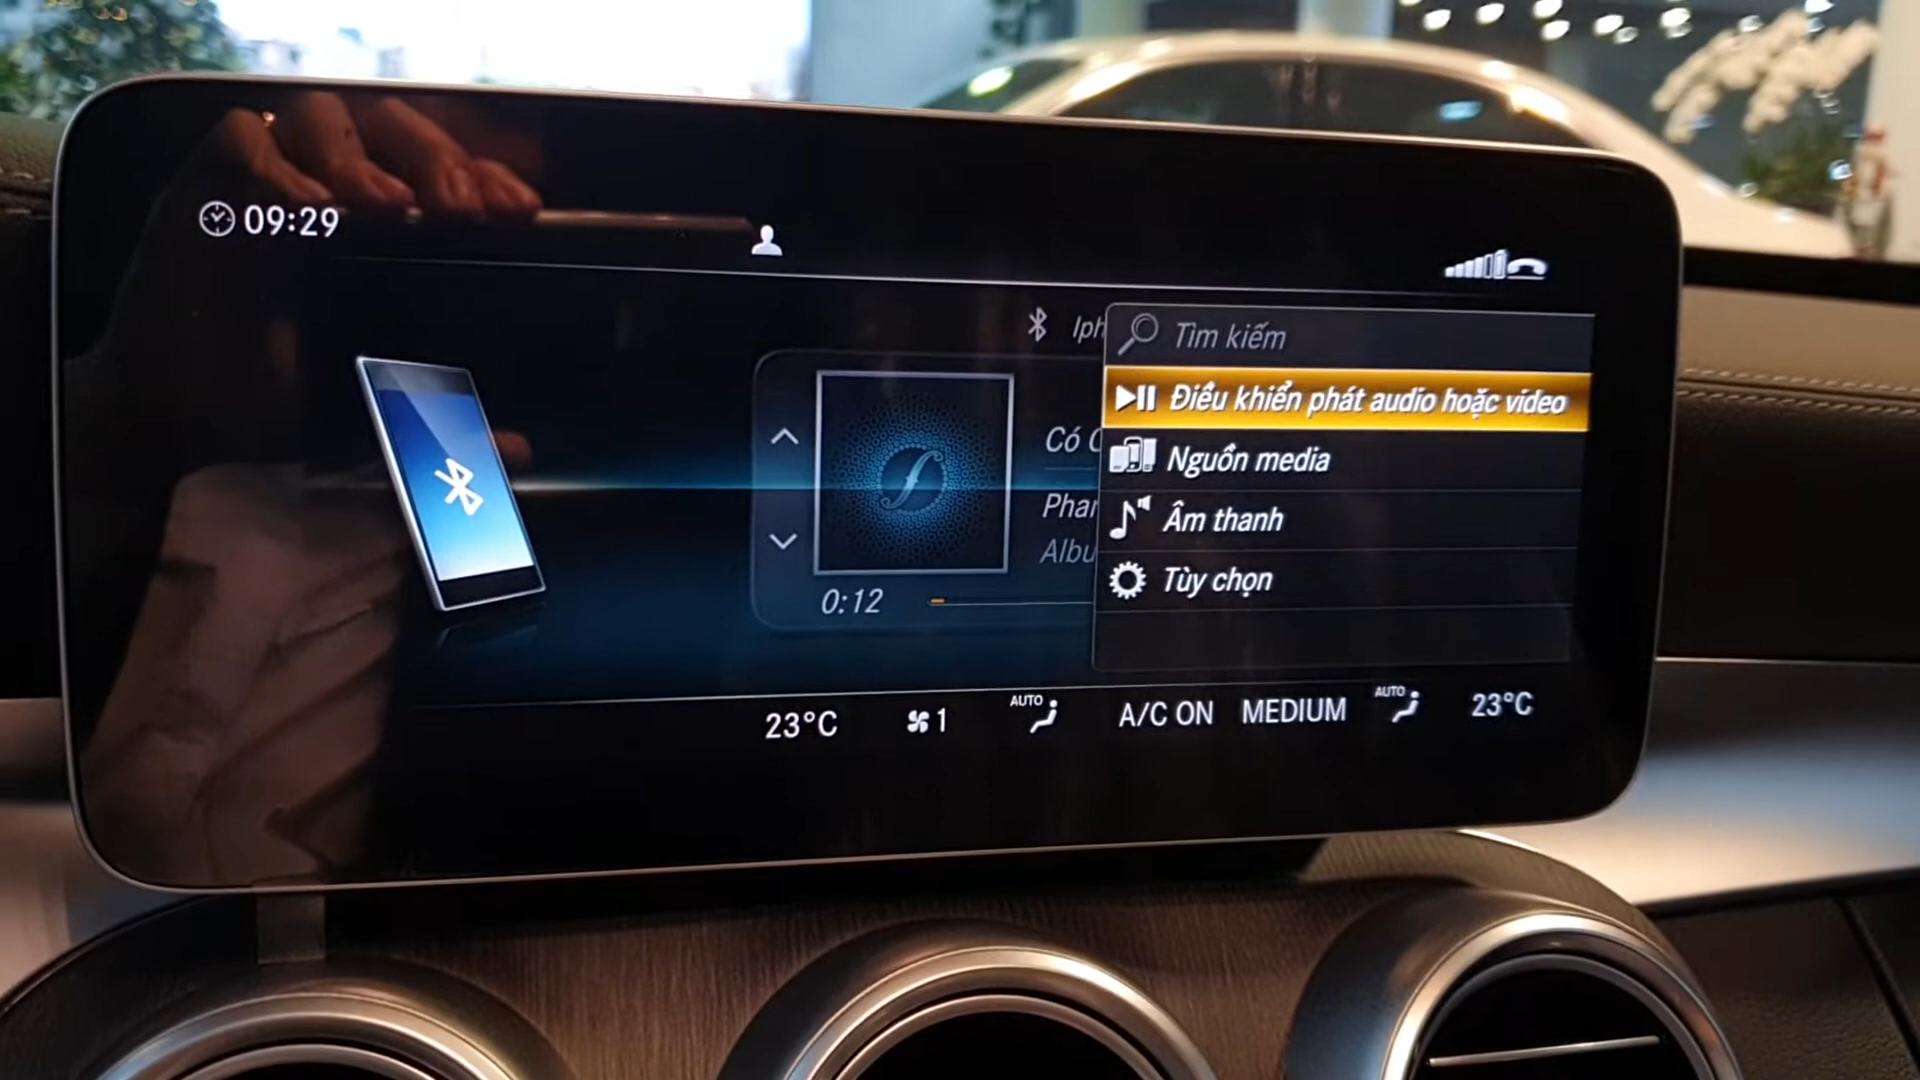 09:29
Iph
Tìm kiếm
Điều khiển phát audio hoặc video
Có C
Nguồn media
Phan
Âm thanh
Albu
Tùy chọn
0:12
23°C
1
AUTO
A/C ON
MEDIUM
AUTO
23°C